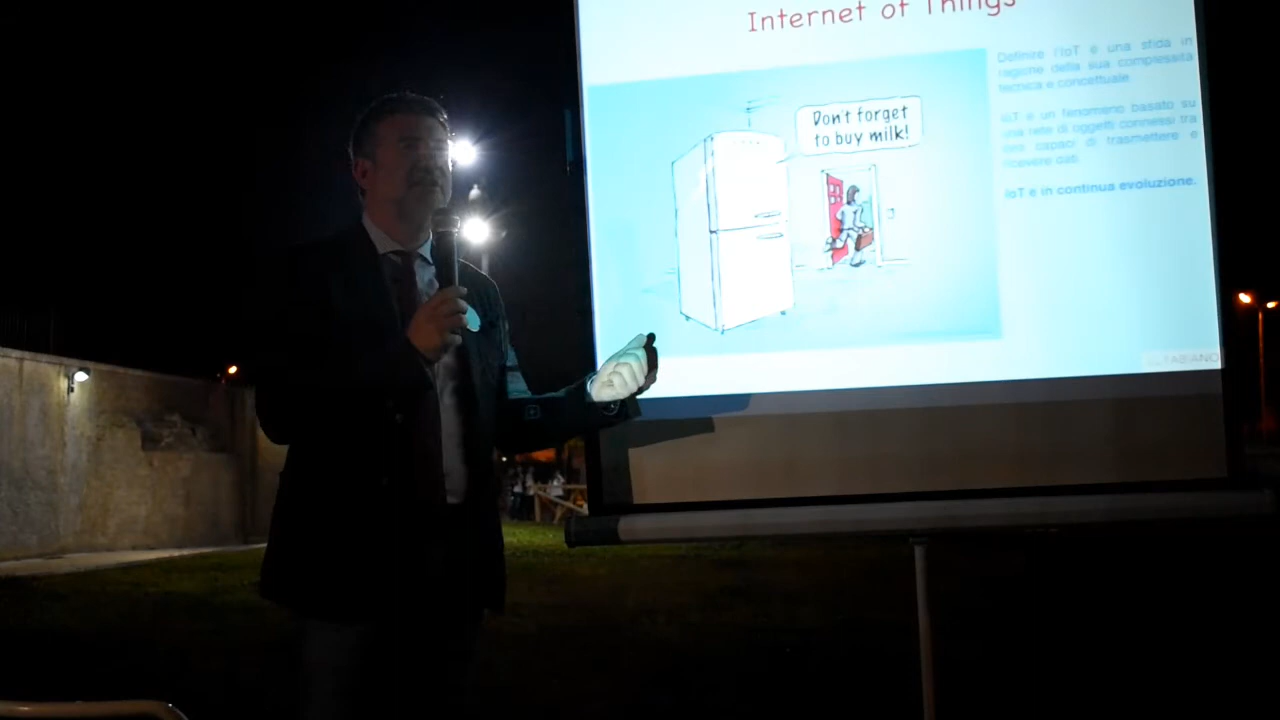 Internet of Things
Don't forget
to buy milk!
Definire l'IoT è una sfida in
ragione della sua complessità
tecnica e concettuale.
IoT è un fenomeno basato su
una rete di oggetti connessi tra
loro capaci di trasmettere e
ricevere dati.
IoT è in continua evoluzione.
FABIANO